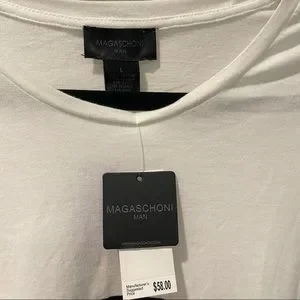 MAGASCHONI
MAN
L
MAGASCHONI
MAN
Manufacturer's
Suggested
Price
$58.00